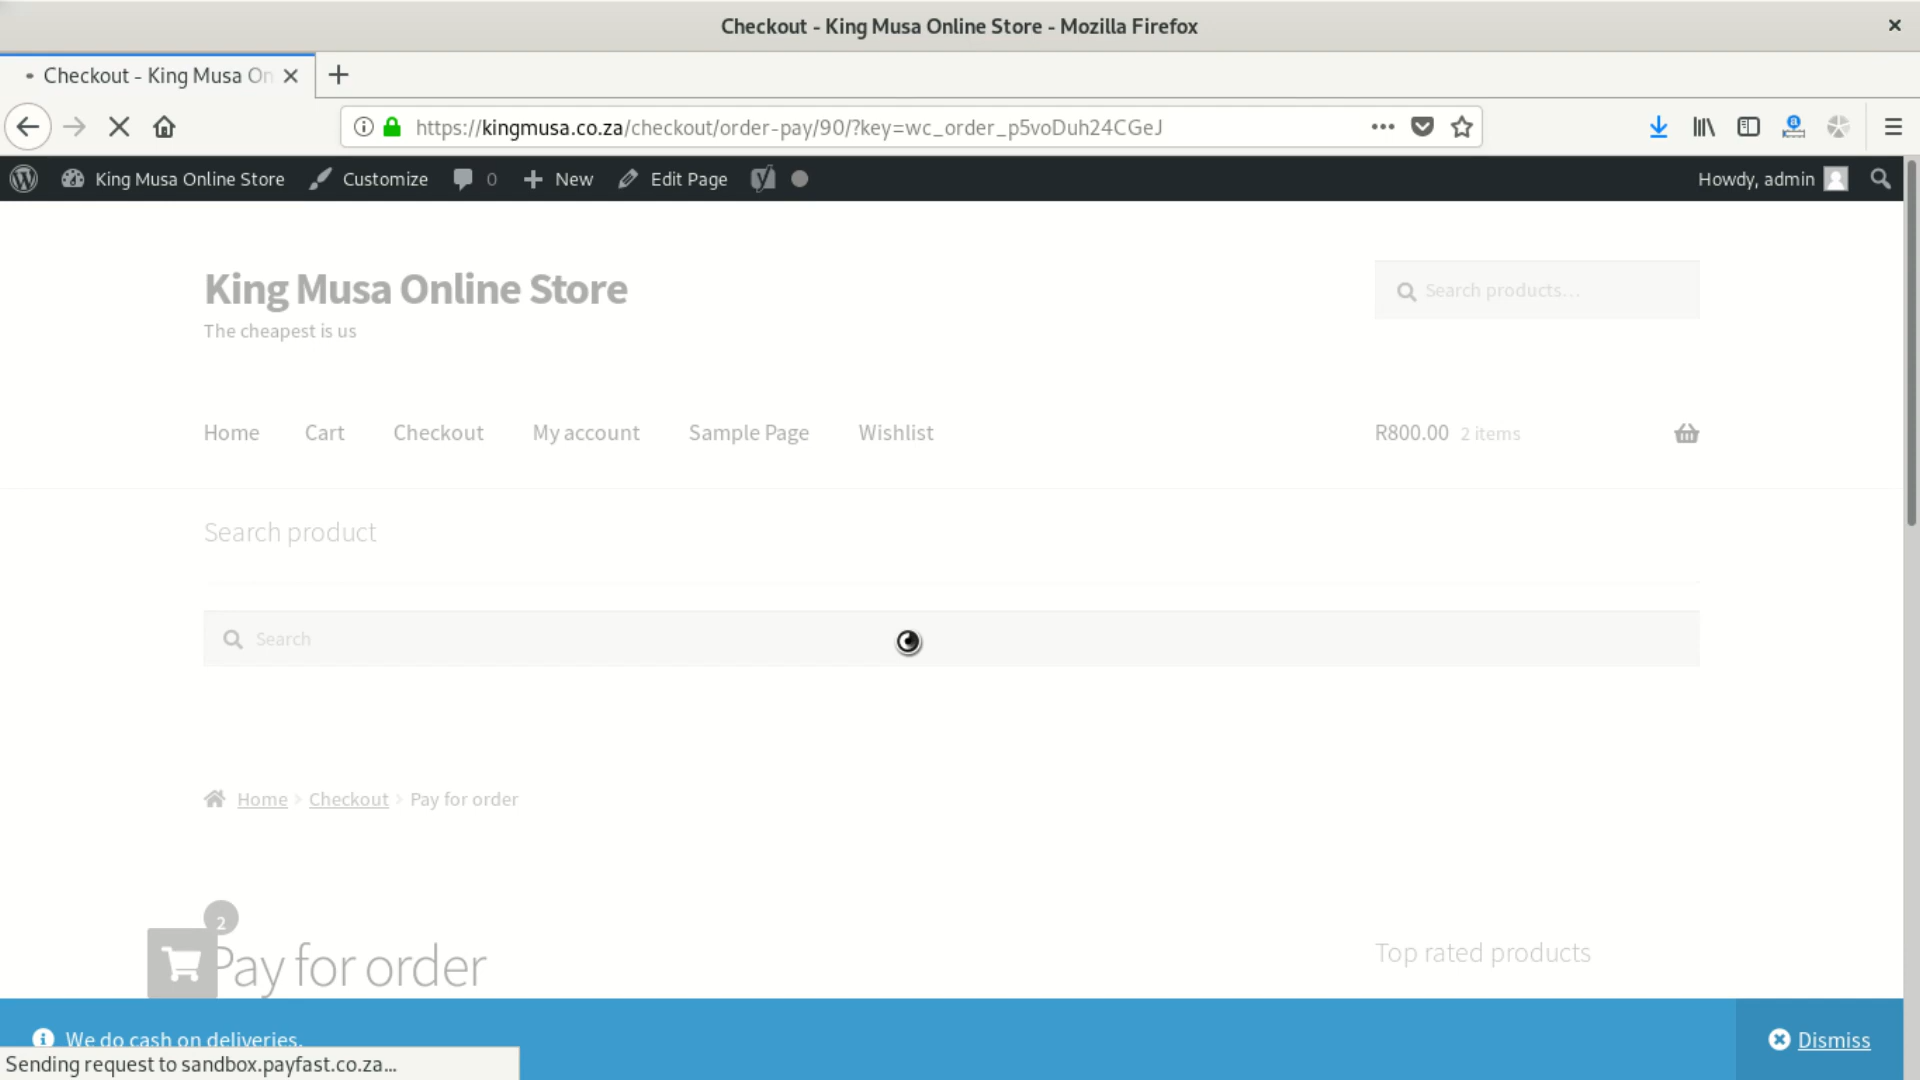 Checkout - King Musa Online Store - Mozilla Firefox
Checkout - King Musa On
https://kingmusa.co.za/checkout/order-pay/90/?key=wc_order_p5voDuh24CGeJ
King Musa Online Store Customize 0 New Edit Page Howdy, admin
King Musa Online Store
Search products...
The cheapest is us
Home Cart Checkout My account Sample Page Wishlist R800.00 2 items
Search product
Search
Home Checkout Pay for order
2
Pay for order
Top rated products
We do cash on deliveries.
Dismiss
Sending request to sandbox.payfast.co.za...